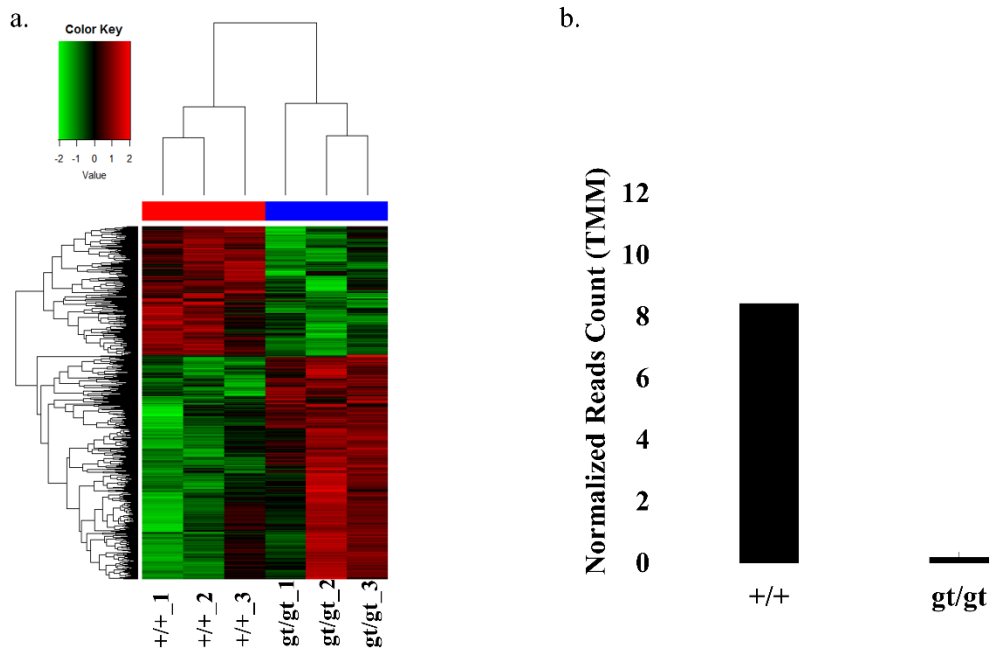 a.
Color Key
-2 -1 0 1 2
Value
+/+_1
+/+_2
+/+_3
gt/gt_1
gt/gt_2
gt/gt_3
b.
Normalized Reads Count (TMM)
12
10
8
6
4
2
0
+/+
gt/gt